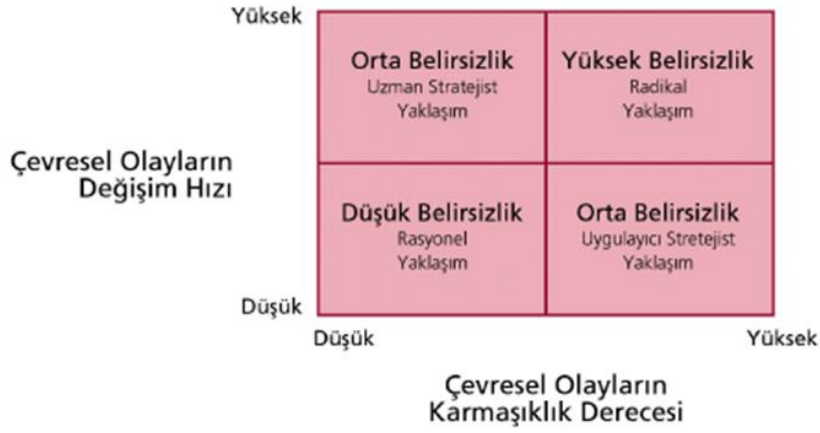 Yüksek
Orta Belirsizlik
Uzman Stratejist
Yaklaşım
Yüksek Belirsizlik
Radikal
Yaklaşım
Çevresel Olayların
Değişim Hızı
Düşük Belirsizlik
Rasyonel
Yaklaşım
Orta Belirsizlik
Uygulayıcı Stretejist
Yaklaşım
Düşük
Düşük
Yüksek
Çevresel Olayların
Karmaşıklık Derecesi